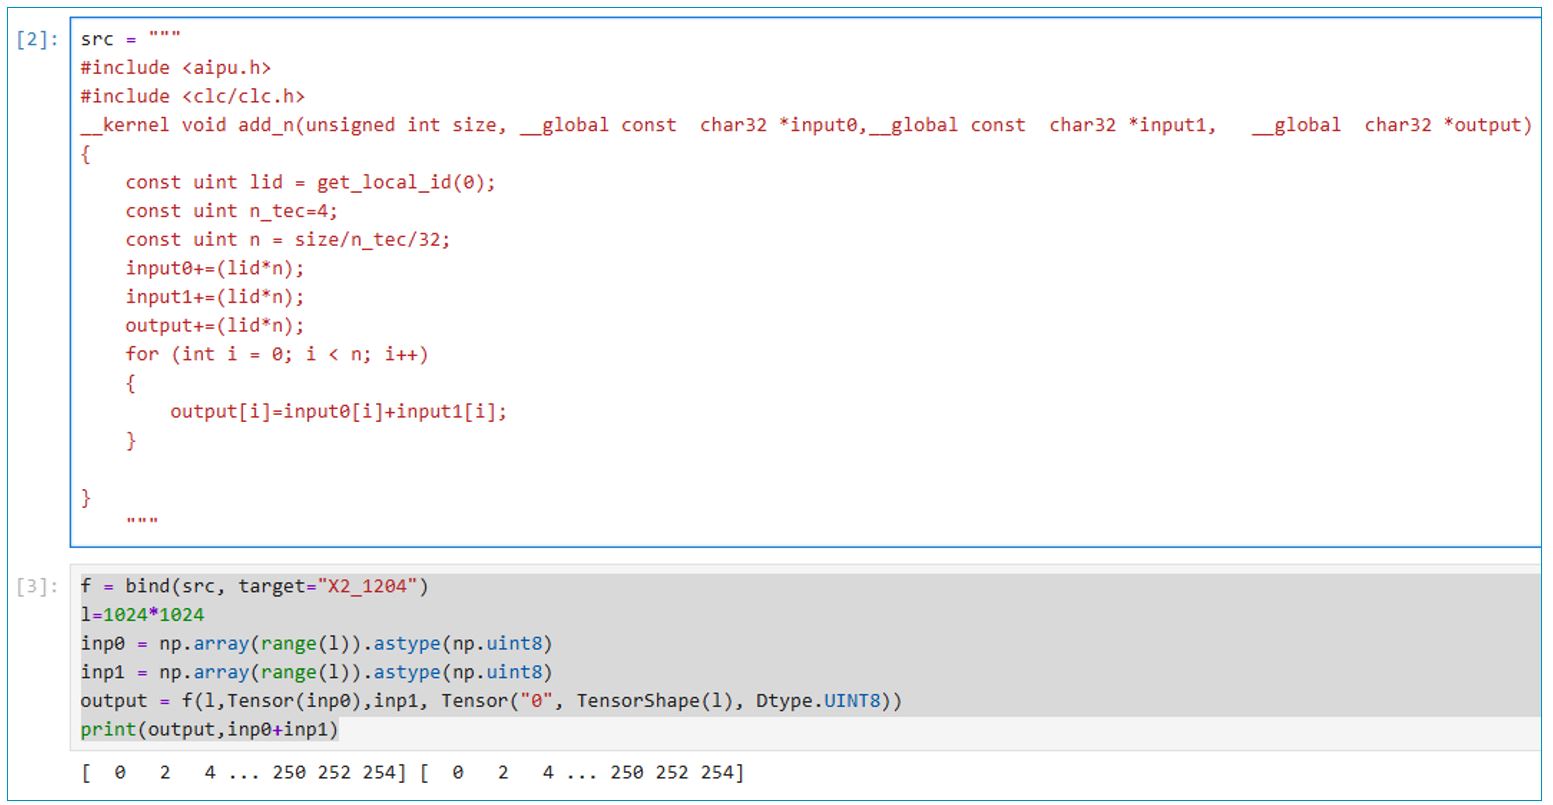 [2]: src = """
#include <aipu.h>
#include <clc/clc.h>
__kernel void add_n(unsigned int size, __global const  char32 *input0,__global const  char32 *input1,   __global  char32 *output)
{
    const uint lid = get_local_id(0);
    const uint n_tec=4;
    const uint n = size/n_tec/32;
    input0+=(lid*n);
    input1+=(lid*n);
    output+=(lid*n);
    for (int i = 0; i < n; i++)
    {
        output[i]=input0[i]+input1[i];
    }

}
    """
[3]: f = bind(src, target="X2_1204")
l=1024*1024
inp0 = np.array(range(l)).astype(np.uint8)
inp1 = np.array(range(l)).astype(np.uint8)
output = f(l,Tensor(inp0),inp1, Tensor("0", TensorShape(l), Dtype.UINT8))
print(output,inp0+inp1)
[  0   2   4 ... 250 252 254] [  0   2   4 ... 250 252 254]